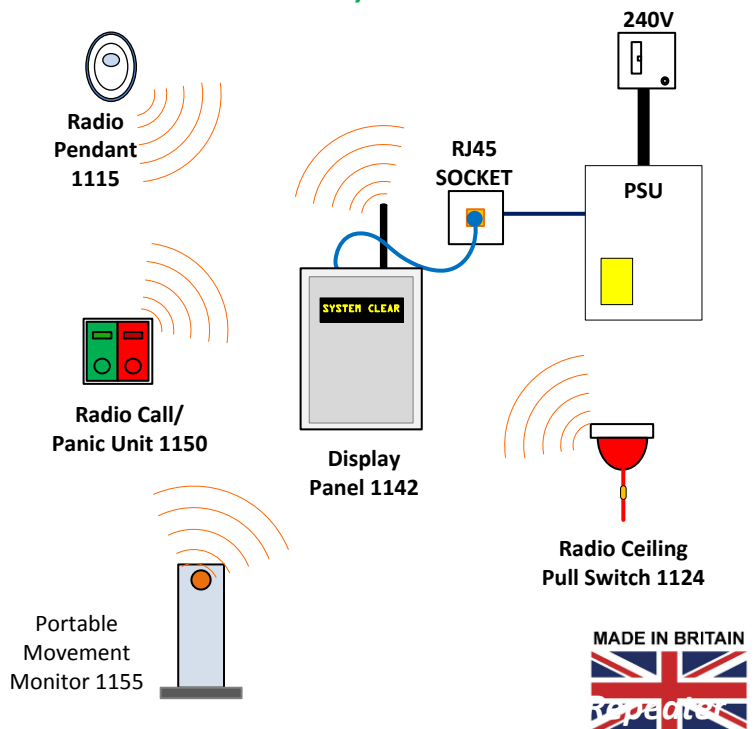 240V
Radio
Pendant
1115
RJ45
SOCKET
PSU
SYSTEM CLEAR
Radio Call/
Panic Unit 1150
Display
Panel 1142
Radio Ceiling
Pull Switch 1124
Portable
Movement
Monitor 1155
MADE IN BRITAIN
Repeater